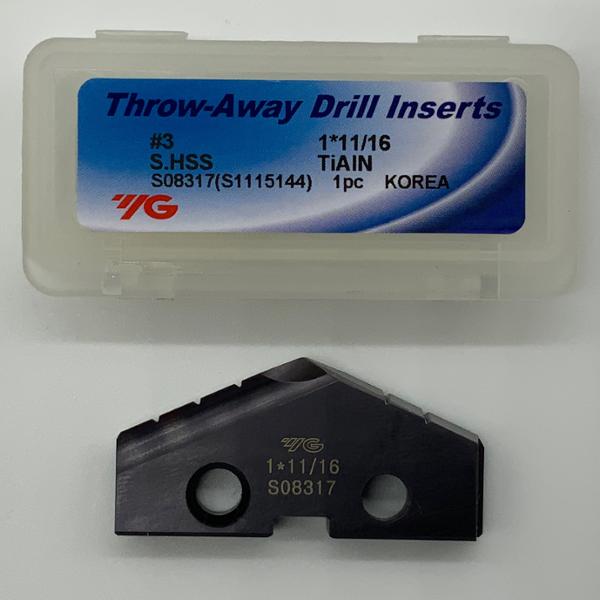 Throw-Away Drill Inserts
#3 1*11/16
S.HSS TiAIN
S08317(S1115144) 1pc KOREA
YG
YG
1*11/16
S08317